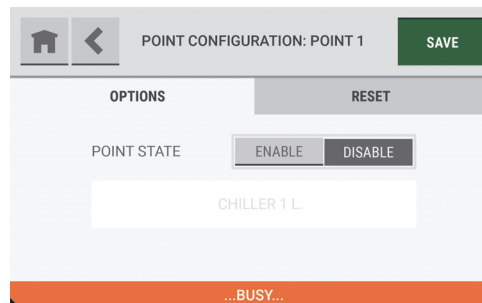 POINT CONFIGURATION: POINT 1
SAVE
OPTIONS
RESET
POINT STATE
ENABLE
DISABLE
CHILLER 1 L.
...BUSY...